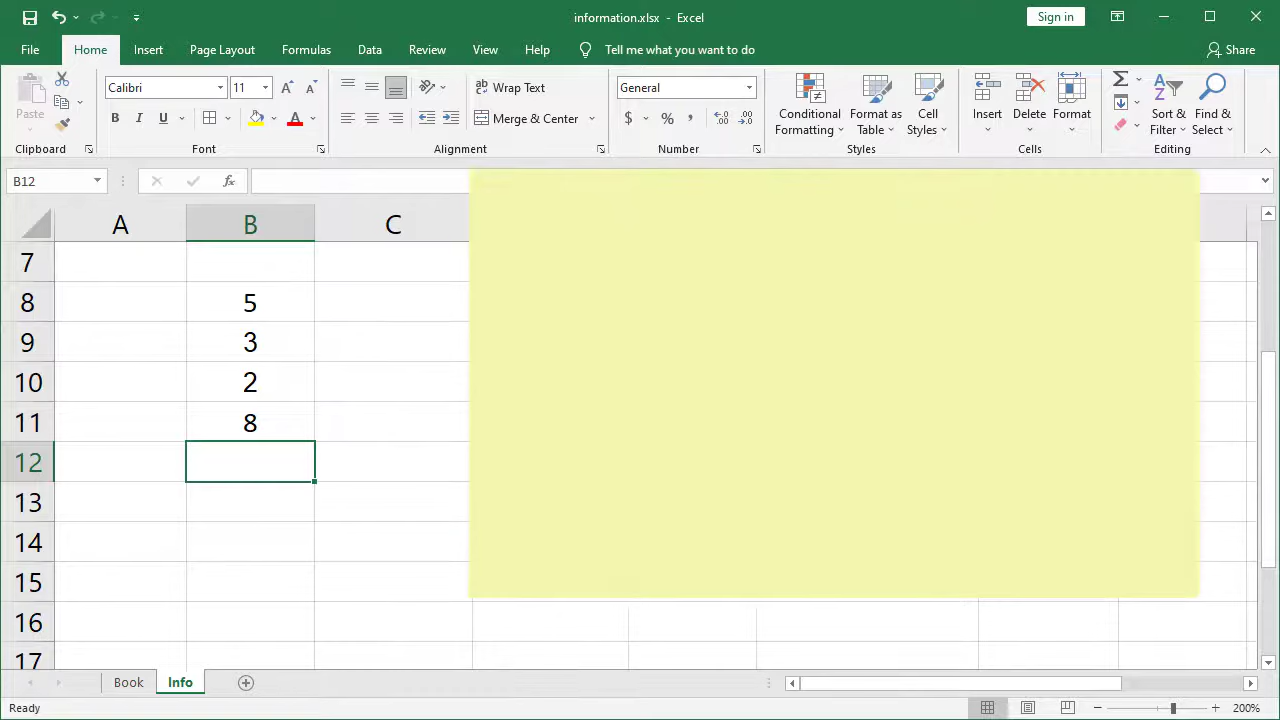 information.xlsx - Excel
Sign in
File Home Insert Page Layout Formulas Data Review View Help Tell me what you want to do Share
Paste
Clipboard
Calibri 11
B I U A
Font
Wrap Text
Merge & Center
Alignment
General
$ % ,
Number
Conditional Formatting
Format as Table
Cell Styles
Styles
Insert
Delete
Format
Cells
Sort & Filter
Find & Select
Editing
B12 fx
A B C
7
8 5
9 3
10 2
11 8
12
13
14
15
16
17
Book Info
Ready 200%